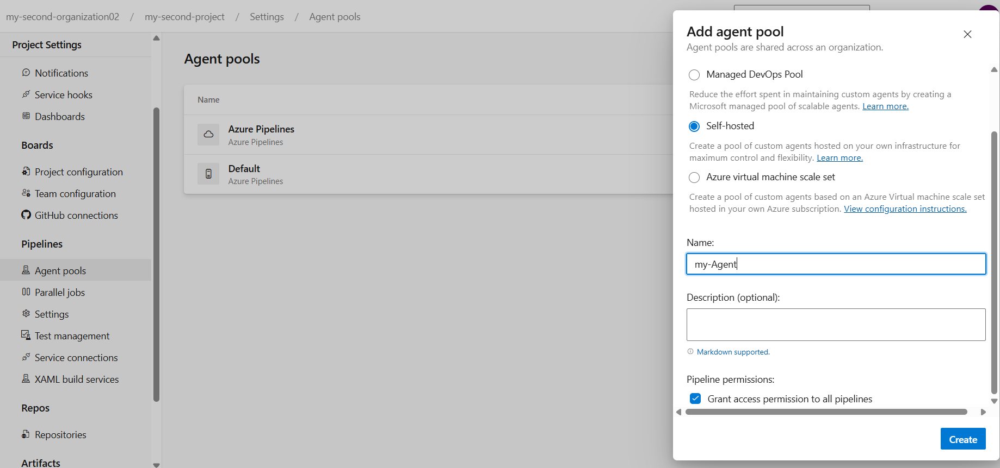 my-second-organization02 / my-second-project / Settings / Agent pools
Project Settings
Notifications
Service hooks
Dashboards
Boards
Project configuration
Team configuration
GitHub connections
Pipelines
Agent pools
Parallel jobs
Settings
Test management
Service connections
XAML build services
Repos
Repositories
Artifacts
Agent pools
Name
Azure Pipelines
Azure Pipelines
Default
Azure Pipelines
Add agent pool
Agent pools are shared across an organization.
Managed DevOps Pool
Reduce the effort spent in maintaining custom agents by creating a
Microsoft managed pool of scalable agents. Learn more.
Self-hosted
Create a pool of custom agents hosted on your own infrastructure for
maximum control and flexibility. Learn more.
Azure virtual machine scale set
Create a pool of custom agents based on an Azure Virtual machine scale set
hosted in your own Azure subscription. View configuration instructions.
Name:
my-Agent
Description (optional):
Markdown supported.
Pipeline permissions:
Grant access permission to all pipelines
Create